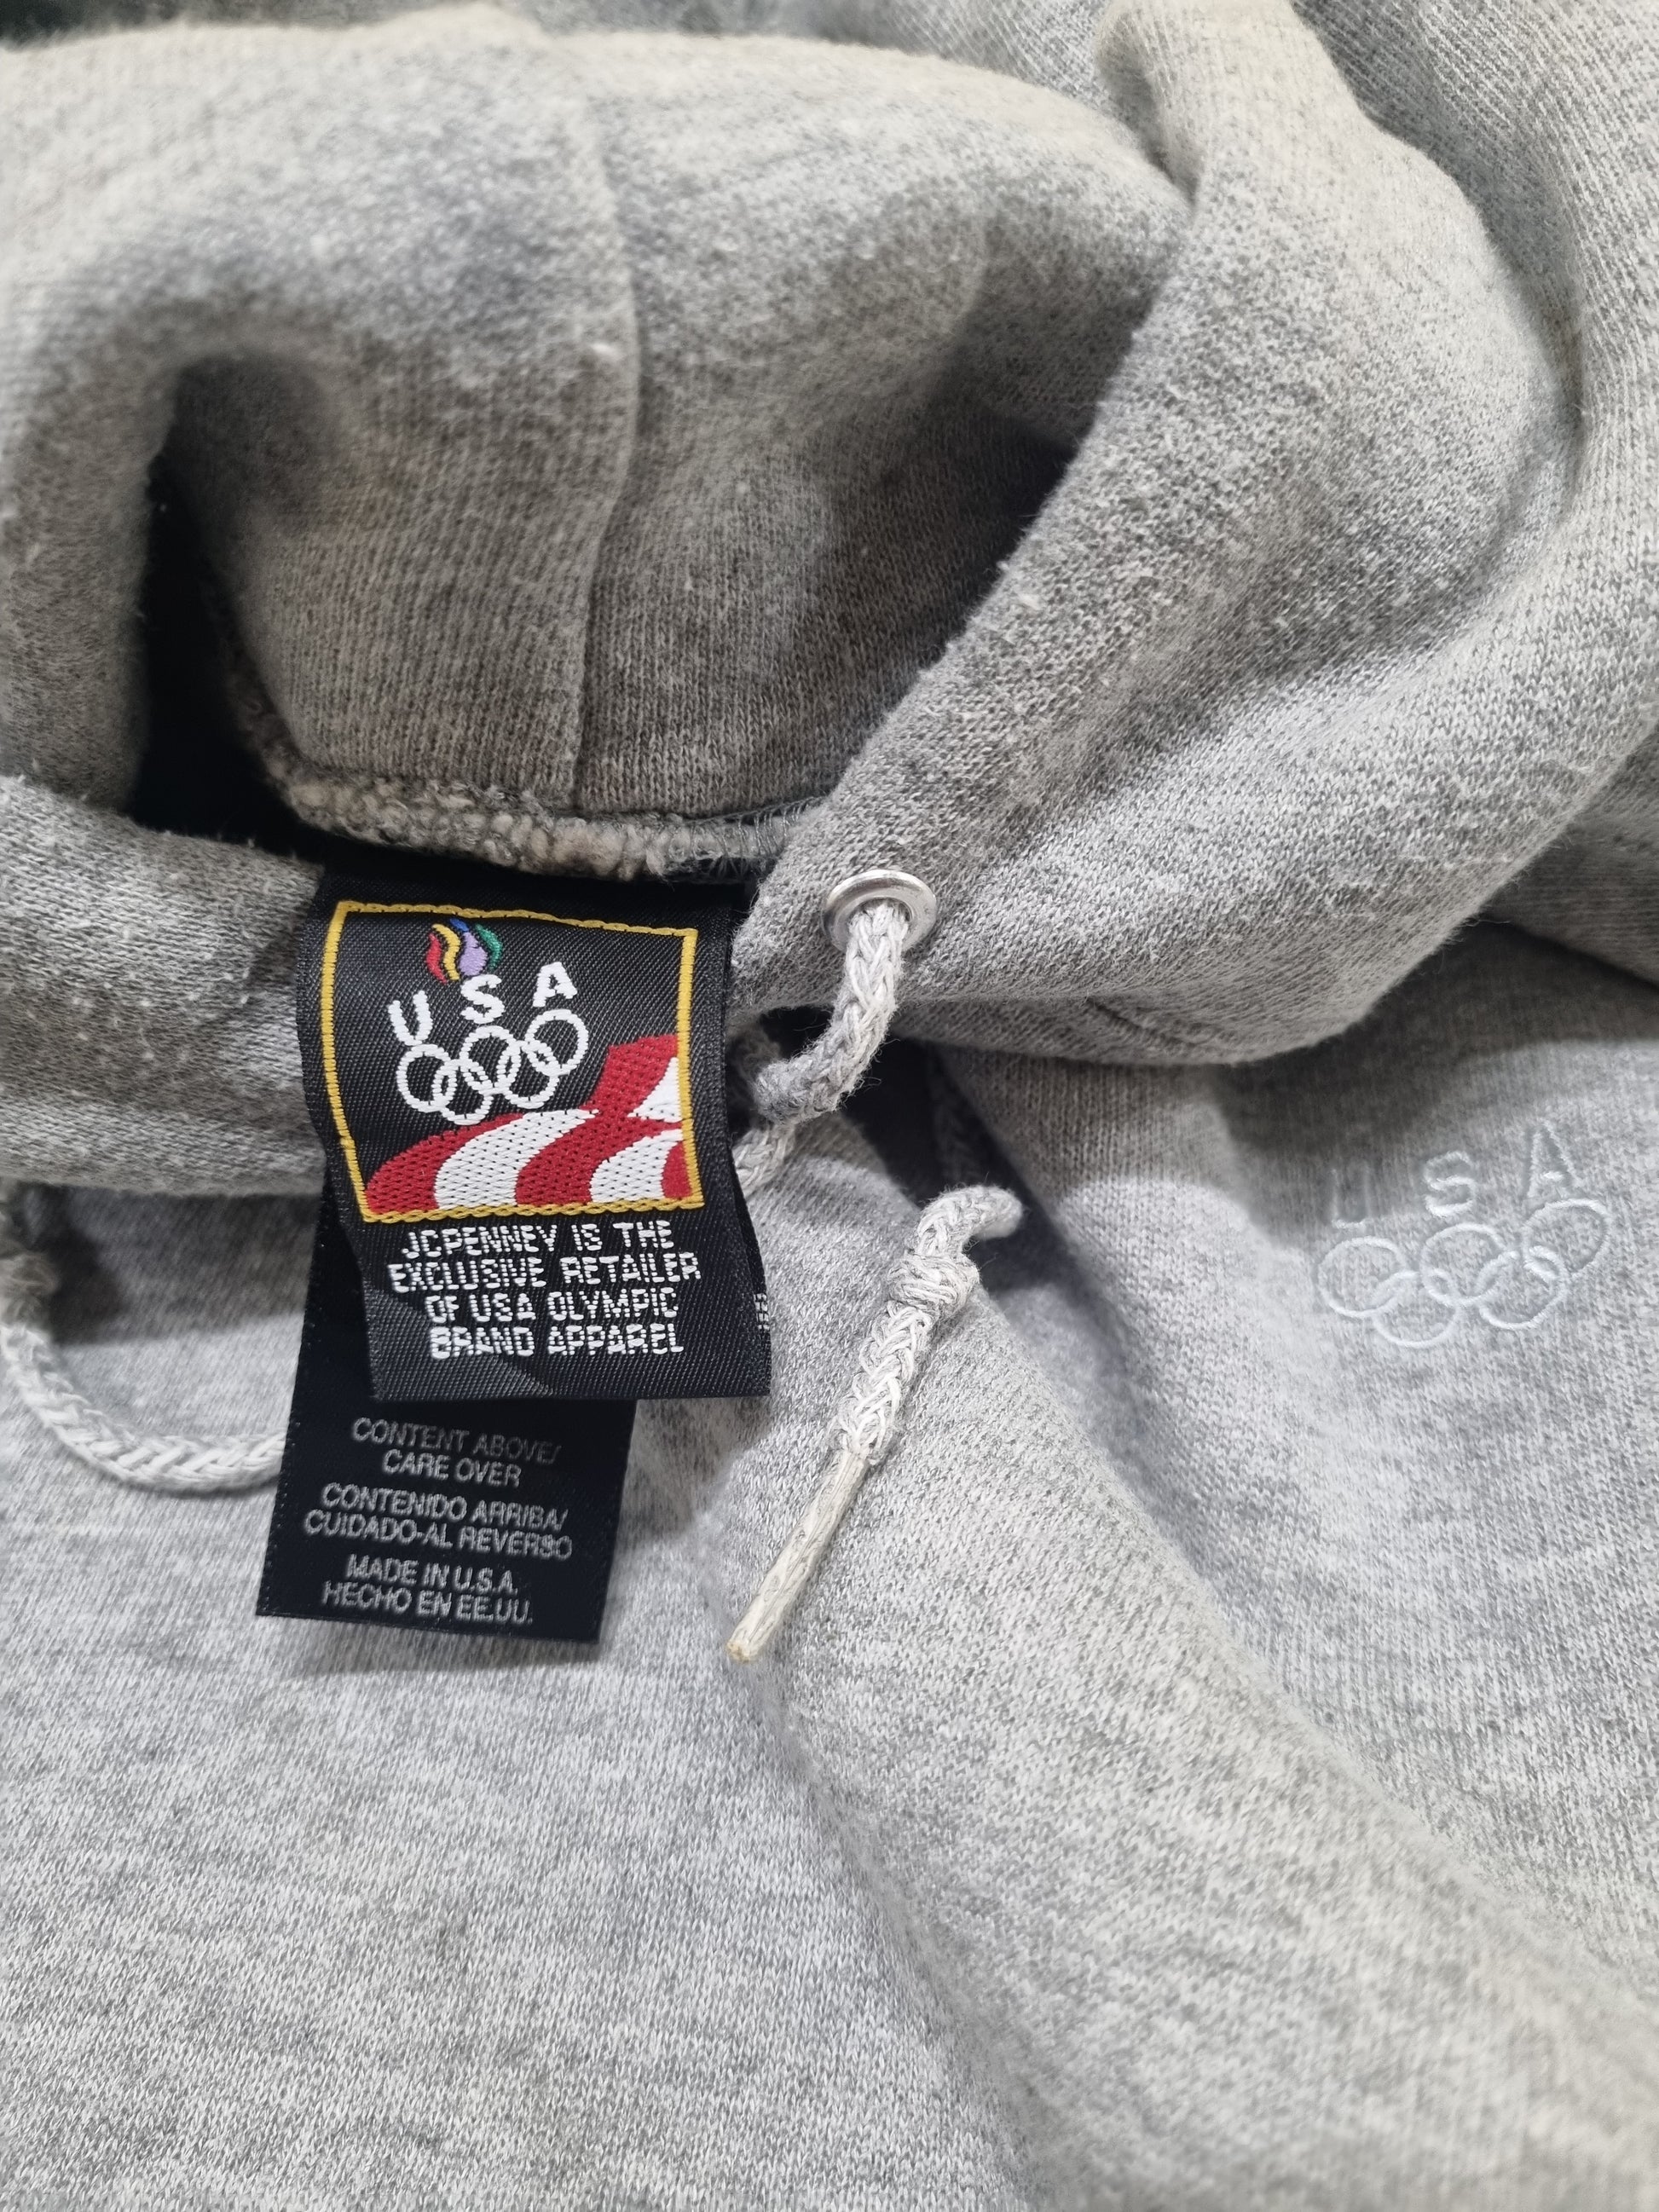 USA
JCPENNEY IS THE
EXCLUSIVE RETAILER
OF USA OLYMPIC
BRAND APPAREL
CONTENT ABOVE/
CARE OVER
CONTENIDO ARRIBA/
CUIDADO-AL REVERSO
MADE IN U.S.A.
HECHO EN EE.UU.
USA